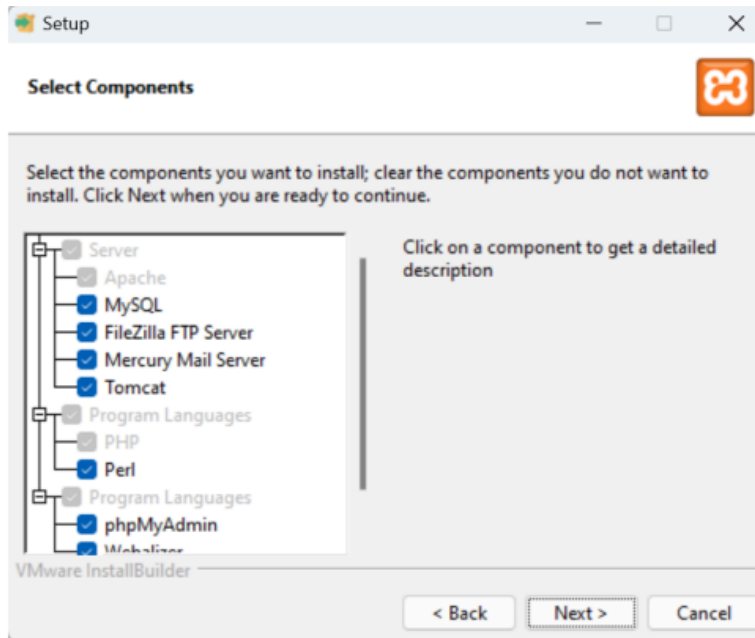 Setup
Select Components
Select the components you want to install; clear the components you do not want to
install. Click Next when you are ready to continue.
Server
Apache
MySQL
FileZilla FTP Server
Mercury Mail Server
Tomcat
Program Languages
PHP
Perl
Program Languages
phpMyAdmin
Webalizer
Click on a component to get a detailed
description
VMware InstallBuilder
< Back
Next >
Cancel